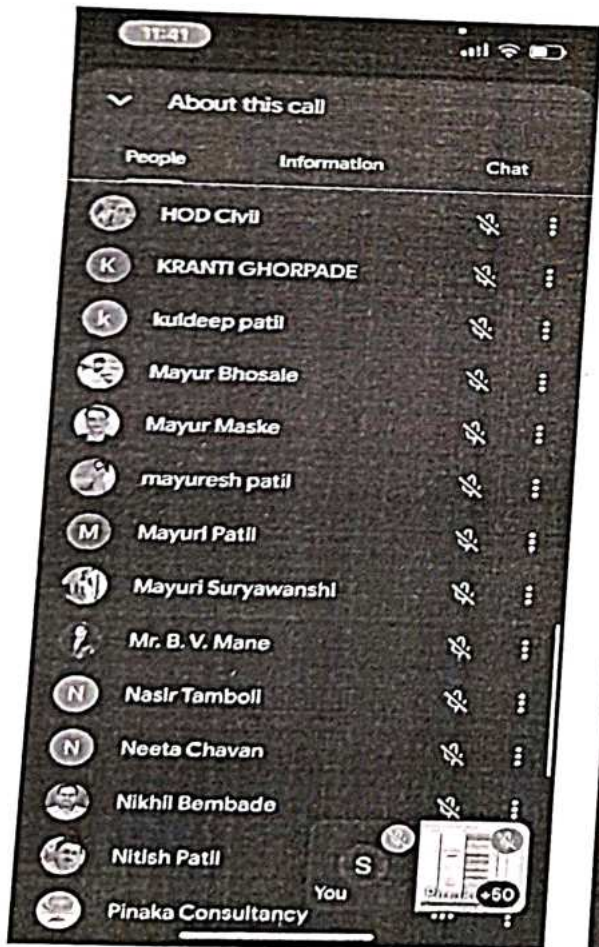 11:41
About this call
People Information Chat
HOD Civil
K KRANTI GHORPADE
k kuldeep patil
Mayur Bhosale
Mayur Maske
mayuresh patil
M Mayuri Patil
Mayuri Suryawanshi
Mr. B. V. Mane
N Nasir Tamboli
N Neeta Chavan
Nikhil Bembade
Nitish Patil
S
You
+60
Pinaka Consultancy